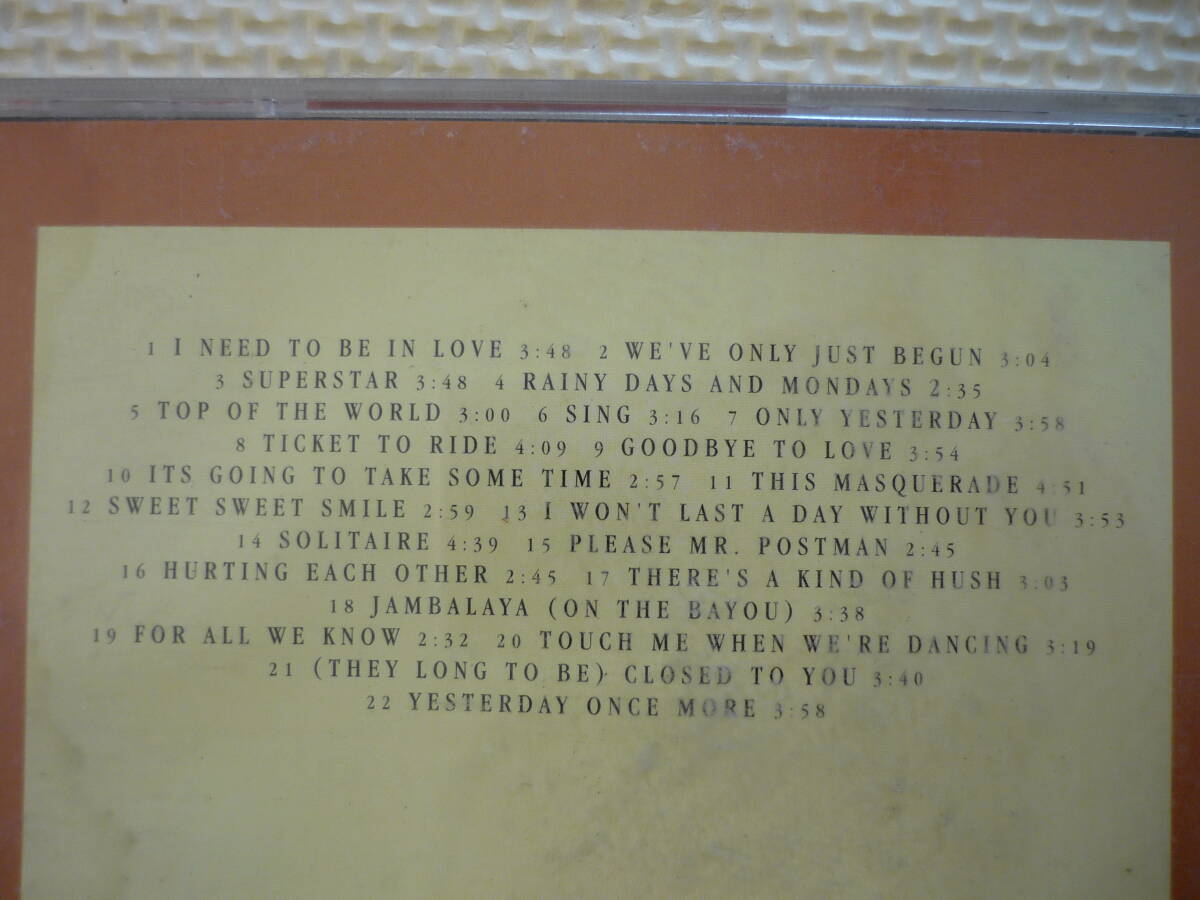 1 I NEED TO BE IN LOVE 3:48 2 WE'VE ONLY JUST BEGUN 3:04
3 SUPERSTAR 3:48 4 RAINY DAYS AND MONDAYS 2:35
5 TOP OF THE WORLD 3:00 6 SING 3:16 7 ONLY YESTERDAY 3:58
8 TICKET TO RIDE 4:09 9 GOODBYE TO LOVE 3:54
10 ITS GOING TO TAKE SOME TIME 2:57 11 THIS MASQUERADE 4:51
12 SWEET SWEET SMILE 2:59 13 I WON'T LAST A DAY WITHOUT YOU 3:53
14 SOLITAIRE 4:39 15 PLEASE MR. POSTMAN 2:45
16 HURTING EACH OTHER 2:45 17 THERE'S A KIND OF HUSH 3:03
18 JAMBALAYA (ON THE BAYOU) 3:38
19 FOR ALL WE KNOW 2:32 20 TOUCH ME WHEN WE'RE DANCING 3:19
21 (THEY LONG TO BE) CLOSED TO YOU 3:40
22 YESTERDAY ONCE MORE 3:58